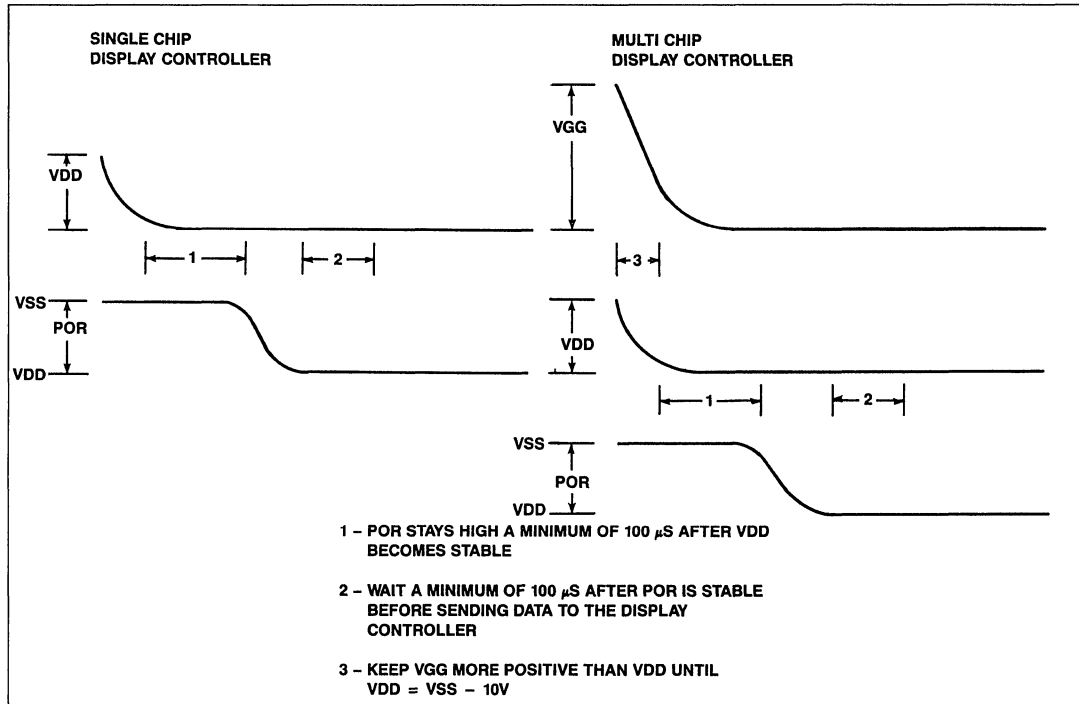 SINGLE CHIP
DISPLAY CONTROLLER
VDD
1
2
VSS
POR
VDD
MULTI CHIP
DISPLAY CONTROLLER
VGG
3
VDD
1
2
VSS
POR
VDD
1 – POR STAYS HIGH A MINIMUM OF 100 μS AFTER VDD
BECOMES STABLE
2 – WAIT A MINIMUM OF 100 μS AFTER POR IS STABLE
BEFORE SENDING DATA TO THE DISPLAY
CONTROLLER
3 – KEEP VGG MORE POSITIVE THAN VDD UNTIL
VDD = VSS – 10V